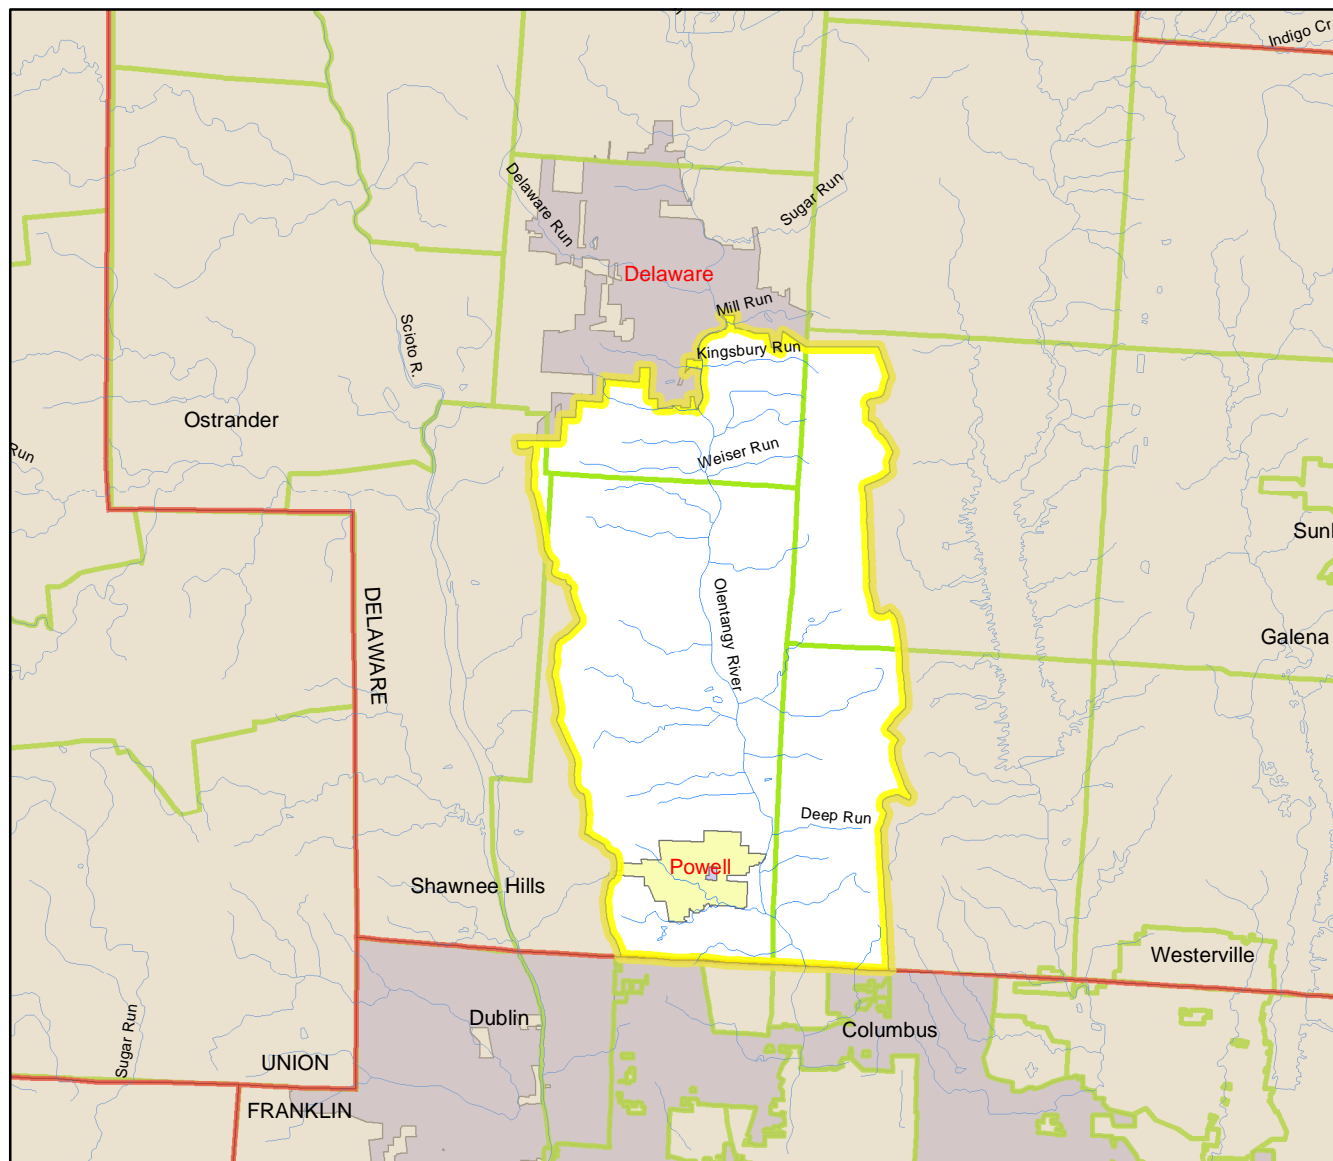 Indigo Cr
Delaware Run
Sugar Run
Delaware
Mill Run
Scioto R.
Kingsbury Run
Ostrander
Run
Weiser Run
Sunl
DELAWARE
Olentangy River
Galena
Deep Run
Powell
Shawnee Hills
Westerville
Dublin
Columbus
Sugar Run
UNION
FRANKLIN